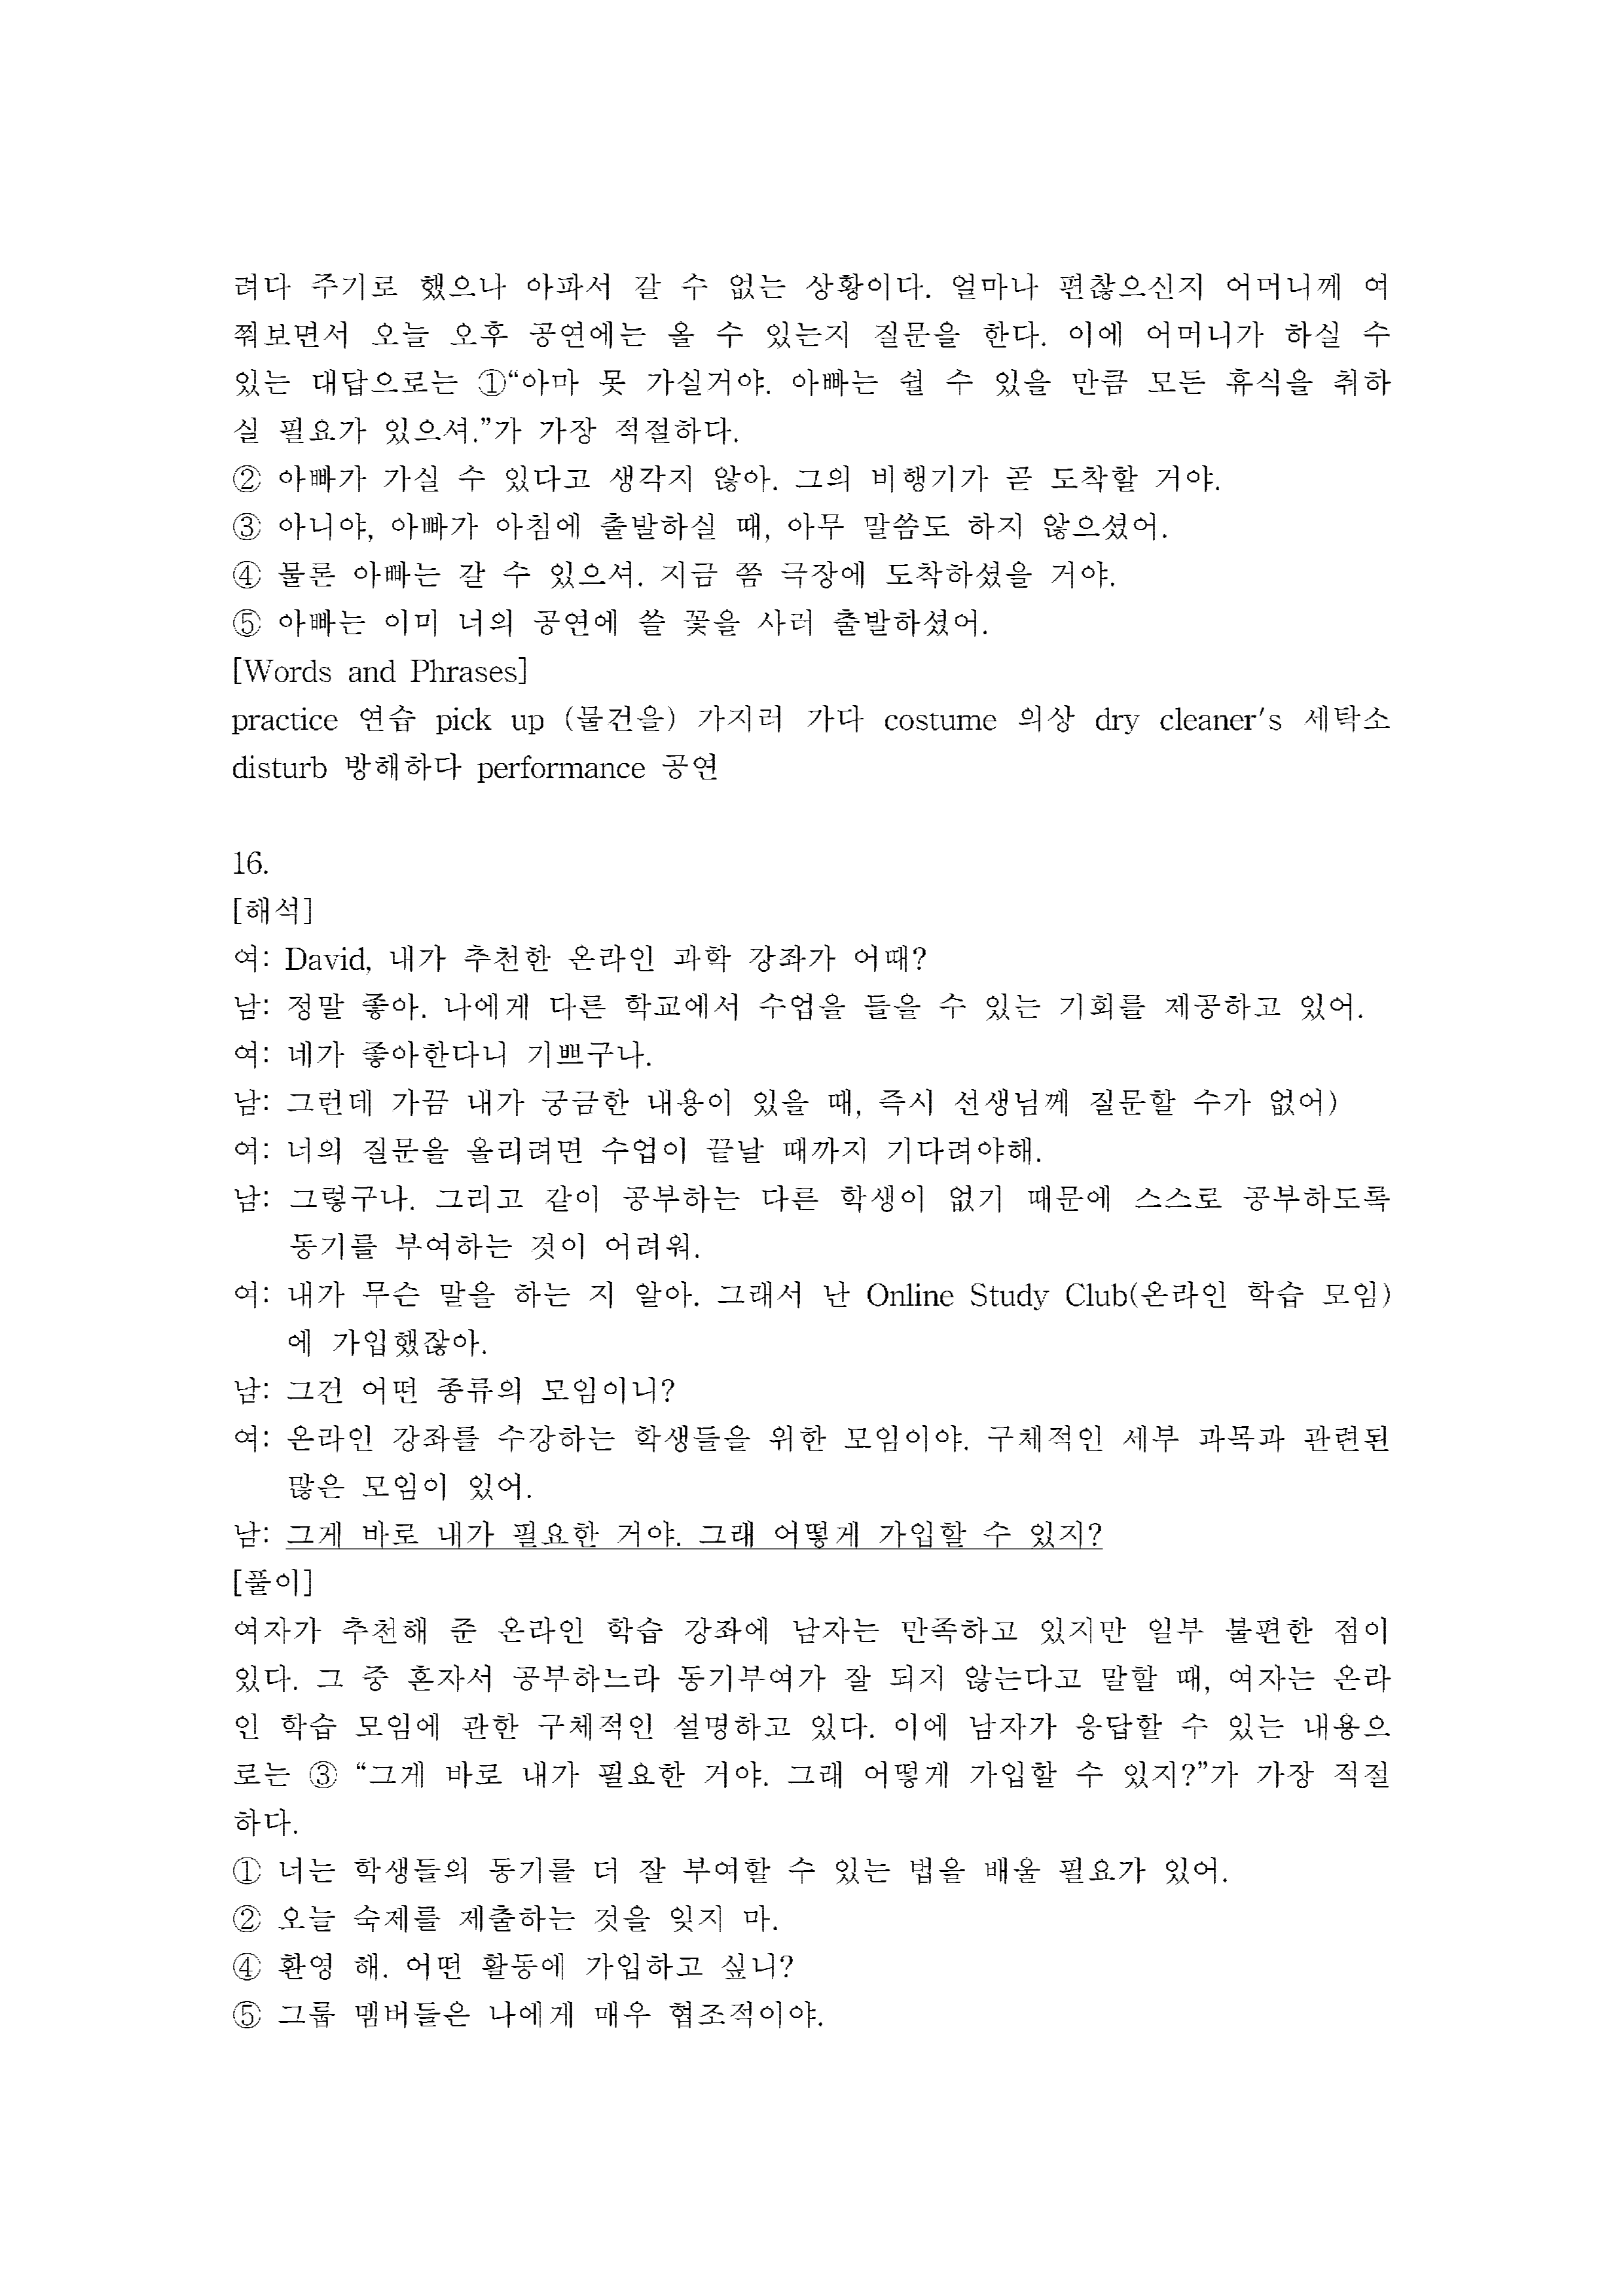 려다 주기로 했으나 아파서 갈 수 없는 상황이다. 얼마나 편찮으신지 어머니께 여
쭤보면서 오늘 오후 공연에는 올 수 있는지 질문을 한다. 이에 어머니가 하실 수
있는 대답으로는 ①“아마 못 가실거야. 아빠는 쉴 수 있을 만큼 모든 휴식을 취하
실 필요가 있으셔.”가 가장 적절하다.
② 아빠가 가실 수 있다고 생각지 않아. 그의 비행기가 곧 도착할 거야.
③ 아니야, 아빠가 아침에 출발하실 때, 아무 말씀도 하지 않으셨어.
④ 물론 아빠는 갈 수 있으셔. 지금 쯤 극장에 도착하셨을 거야.
⑤ 아빠는 이미 너의 공연에 쓸 꽃을 사러 출발하셨어.
[Words and Phrases]
practice 연습 pick up (물건을) 가지러 가다 costume 의상 dry cleaner's 세탁소
disturb 방해하다 performance 공연
16.
[해석]
여: David, 내가 추천한 온라인 과학 강좌가 어때?
남: 정말 좋아. 나에게 다른 학교에서 수업을 들을 수 있는 기회를 제공하고 있어.
여: 네가 좋아한다니 기쁘구나.
남: 그런데 가끔 내가 궁금한 내용이 있을 때, 즉시 선생님께 질문할 수가 없어)
여: 너의 질문을 올리려면 수업이 끝날 때까지 기다려야해.
남: 그렇구나. 그리고 같이 공부하는 다른 학생이 없기 때문에 스스로 공부하도록
동기를 부여하는 것이 어려워.
여: 내가 무슨 말을 하는 지 알아. 그래서 난 Online Study Club(온라인 학습 모임)
에 가입했잖아.
남: 그건 어떤 종류의 모임이니?
여: 온라인 강좌를 수강하는 학생들을 위한 모임이야. 구체적인 세부 과목과 관련된
많은 모임이 있어.
남: 그게 바로 내가 필요한 거야. 그래 어떻게 가입할 수 있지?
[풀이]
여자가 추천해 준 온라인 학습 강좌에 남자는 만족하고 있지만 일부 불편한 점이
있다. 그 중 혼자서 공부하느라 동기부여가 잘 되지 않는다고 말할 때, 여자는 온라
인 학습 모임에 관한 구체적인 설명하고 있다. 이에 남자가 응답할 수 있는 내용으
로는 ③ “그게 바로 내가 필요한 거야. 그래 어떻게 가입할 수 있지?”가 가장 적절
하다.
① 너는 학생들의 동기를 더 잘 부여할 수 있는 법을 배울 필요가 있어.
② 오늘 숙제를 제출하는 것을 잊지 마.
④ 환영 해. 어떤 활동에 가입하고 싶니?
⑤ 그룹 멤버들은 나에게 매우 협조적이야.